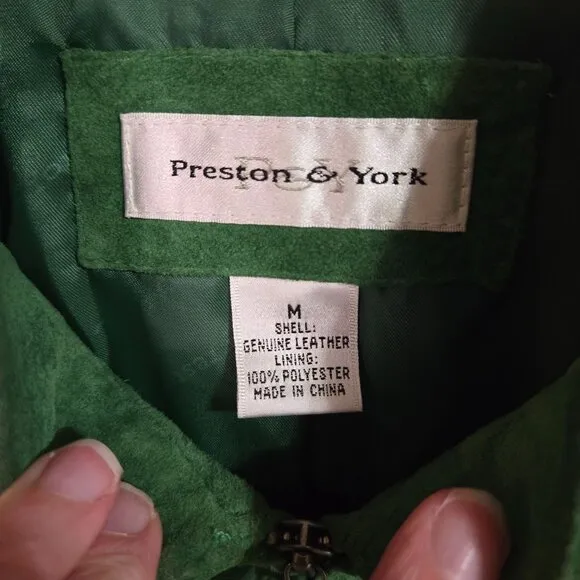 Preston & York
M
SHELL:
GENUINE LEATHER
LINING:
100% POLYESTER
MADE IN CHINA